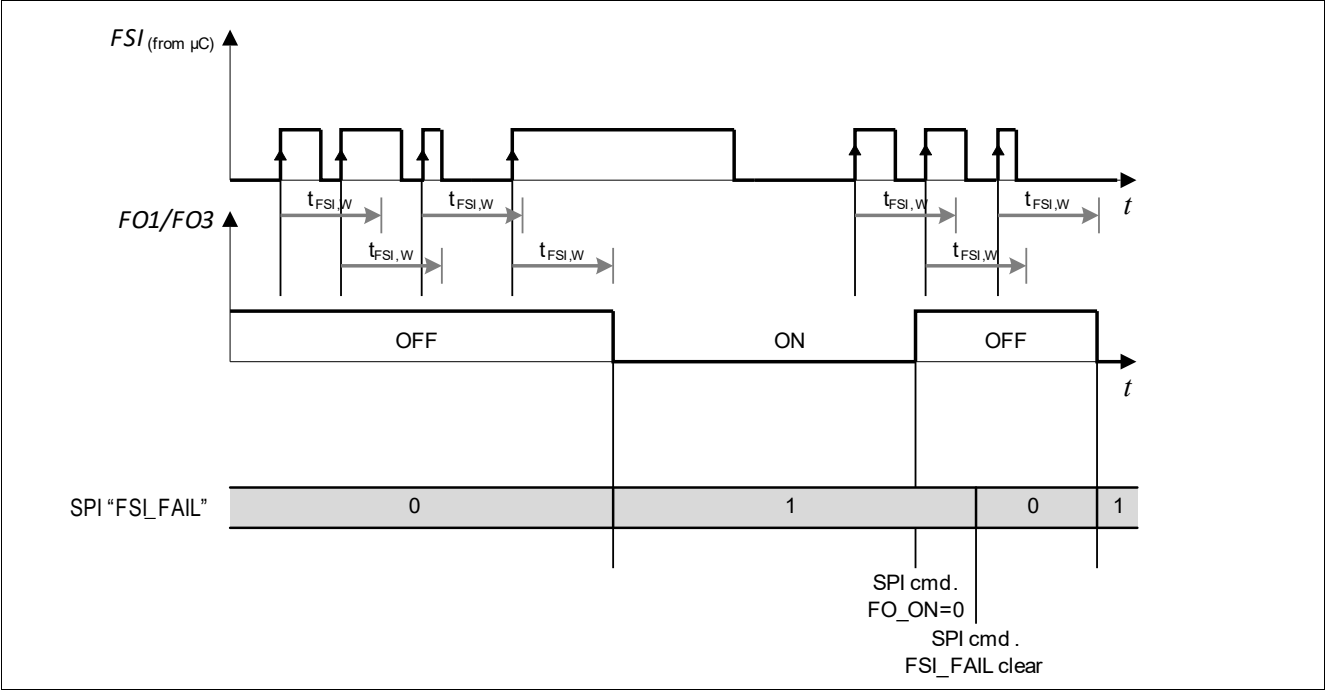 FSI (from µC)
t
tFSI,W
tFSI,W
tFSI,W
tFSI,W
FO1/FO3
tFSI,W
tFSI,W
tFSI,W
OFF
ON
OFF
t
SPI “FSI_FAIL”
0
1
0
1
SPI cmd.
FO_ON=0
SPI cmd .
FSI_FAIL clear